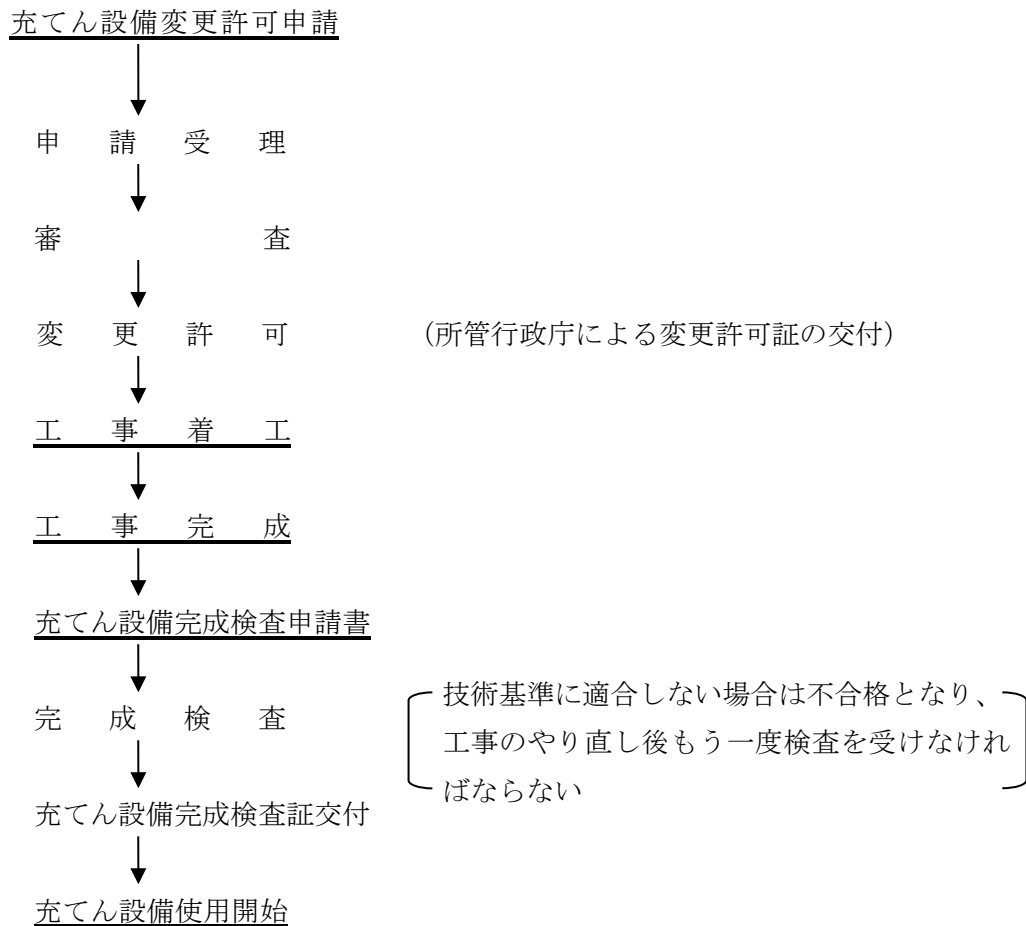 充てん設備変更許可申請
申請受理
審査
変更許可 (所管行政庁による変更許可証の交付)
工事着工
工事完成
充てん設備完成検査申請書
完成検査
技術基準に適合しない場合は不合格となり、
工事のやり直し後もう一度検査を受けなけれ
ばならない
充てん設備完成検査証交付
充てん設備使用開始